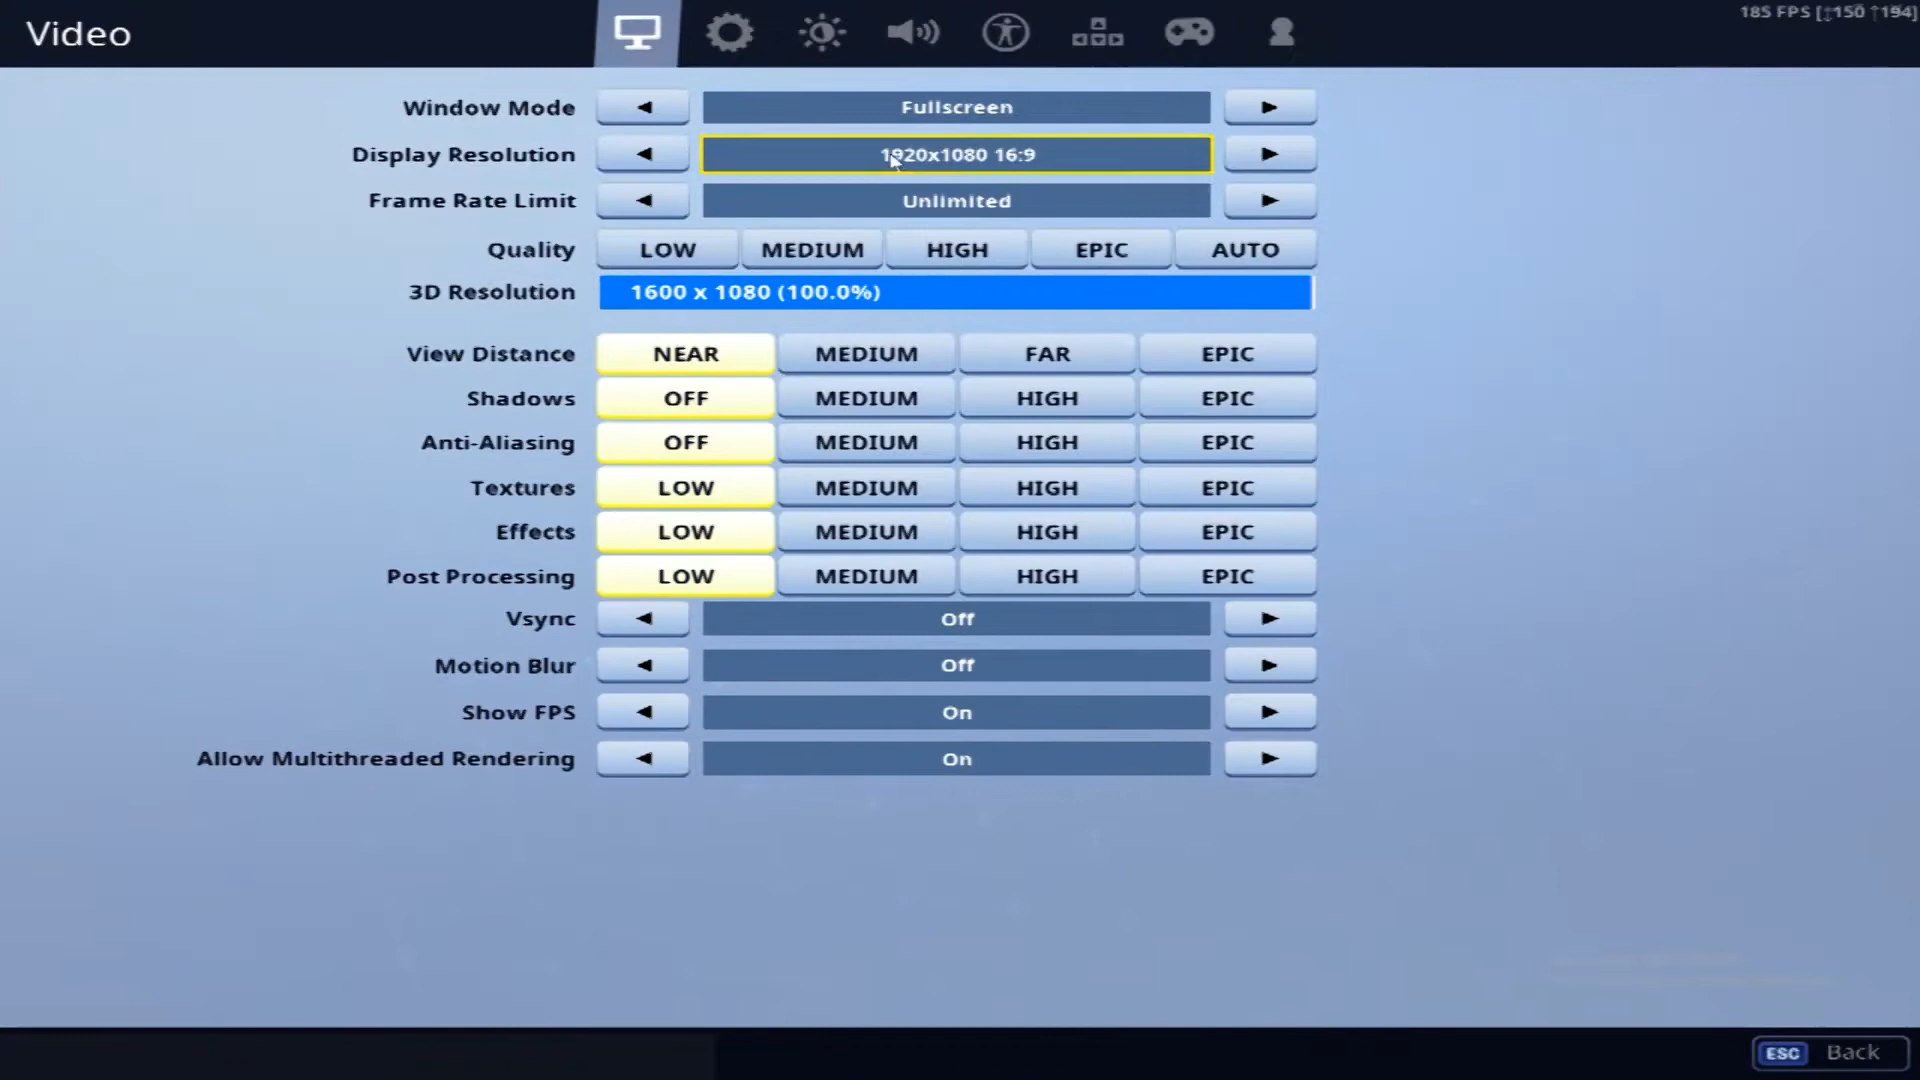 Video
185 FPS [↕150 ↑194]
Window Mode ◄ Fullscreen ►
Display Resolution ◄ 1920x1080 16:9 ►
Frame Rate Limit ◄ Unlimited ►
Quality LOW MEDIUM HIGH EPIC AUTO
3D Resolution 1600 x 1080 (100.0%)
View Distance NEAR MEDIUM FAR EPIC
Shadows OFF MEDIUM HIGH EPIC
Anti-Aliasing OFF MEDIUM HIGH EPIC
Textures LOW MEDIUM HIGH EPIC
Effects LOW MEDIUM HIGH EPIC
Post Processing LOW MEDIUM HIGH EPIC
Vsync ◄ Off ►
Motion Blur ◄ Off ►
Show FPS ◄ On ►
Allow Multithreaded Rendering ◄ On ►
ESC Back